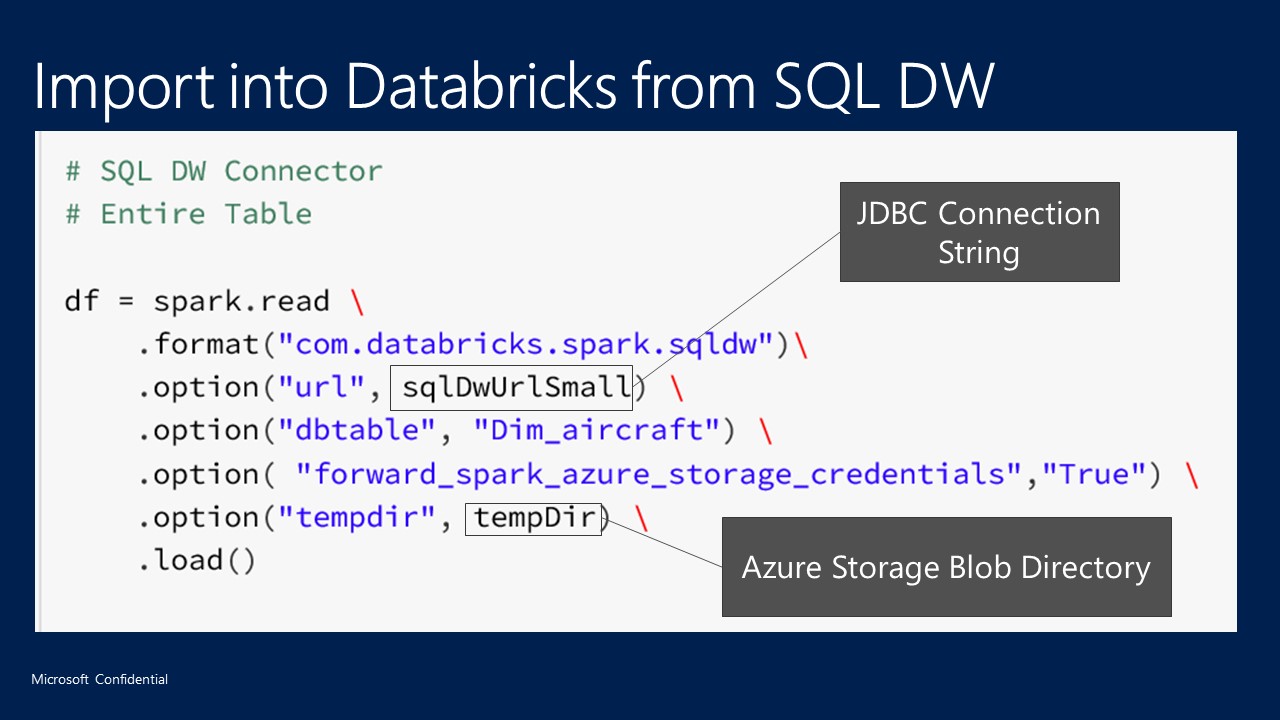 Import into Databricks from SQL DW
# SQL DW Connector
# Entire Table
JDBC Connection
String
df = spark.read \
.format("com.databricks.spark.sqldw")\
.option("url", sqlDwUrlSmall) \
.option("dbtable", "Dim_aircraft") \
.option( "forward_spark_azure_storage_credentials","True") \
.option("tempdir", tempDir) \
.load()
Azure Storage Blob Directory
Microsoft Confidential